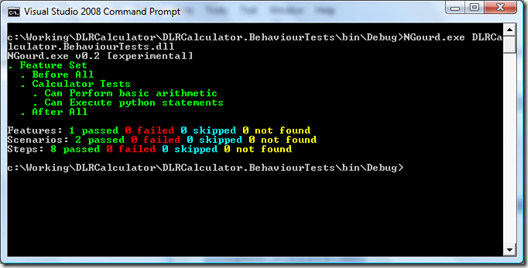 Visual Studio 2008 Command Prompt
c:\Working\DLRCalculator\DLRCalculator.BehaviourTests\bin\Debug>NGourd.exe DLRCa
lculator.BehaviourTests.dll
NGourd.exe v0.2 [experimental]
. Feature Set
. Before All
. Calculator Tests
. Can Perform basic arithmetic
. Can Execute python statements
. After All
Features: 1 passed 0 failed 0 skipped 0 not found
Scenarios: 2 passed 0 failed 0 skipped 0 not found
Steps: 8 passed 0 failed 0 skipped 0 not found
c:\Working\DLRCalculator\DLRCalculator.BehaviourTests\bin\Debug>